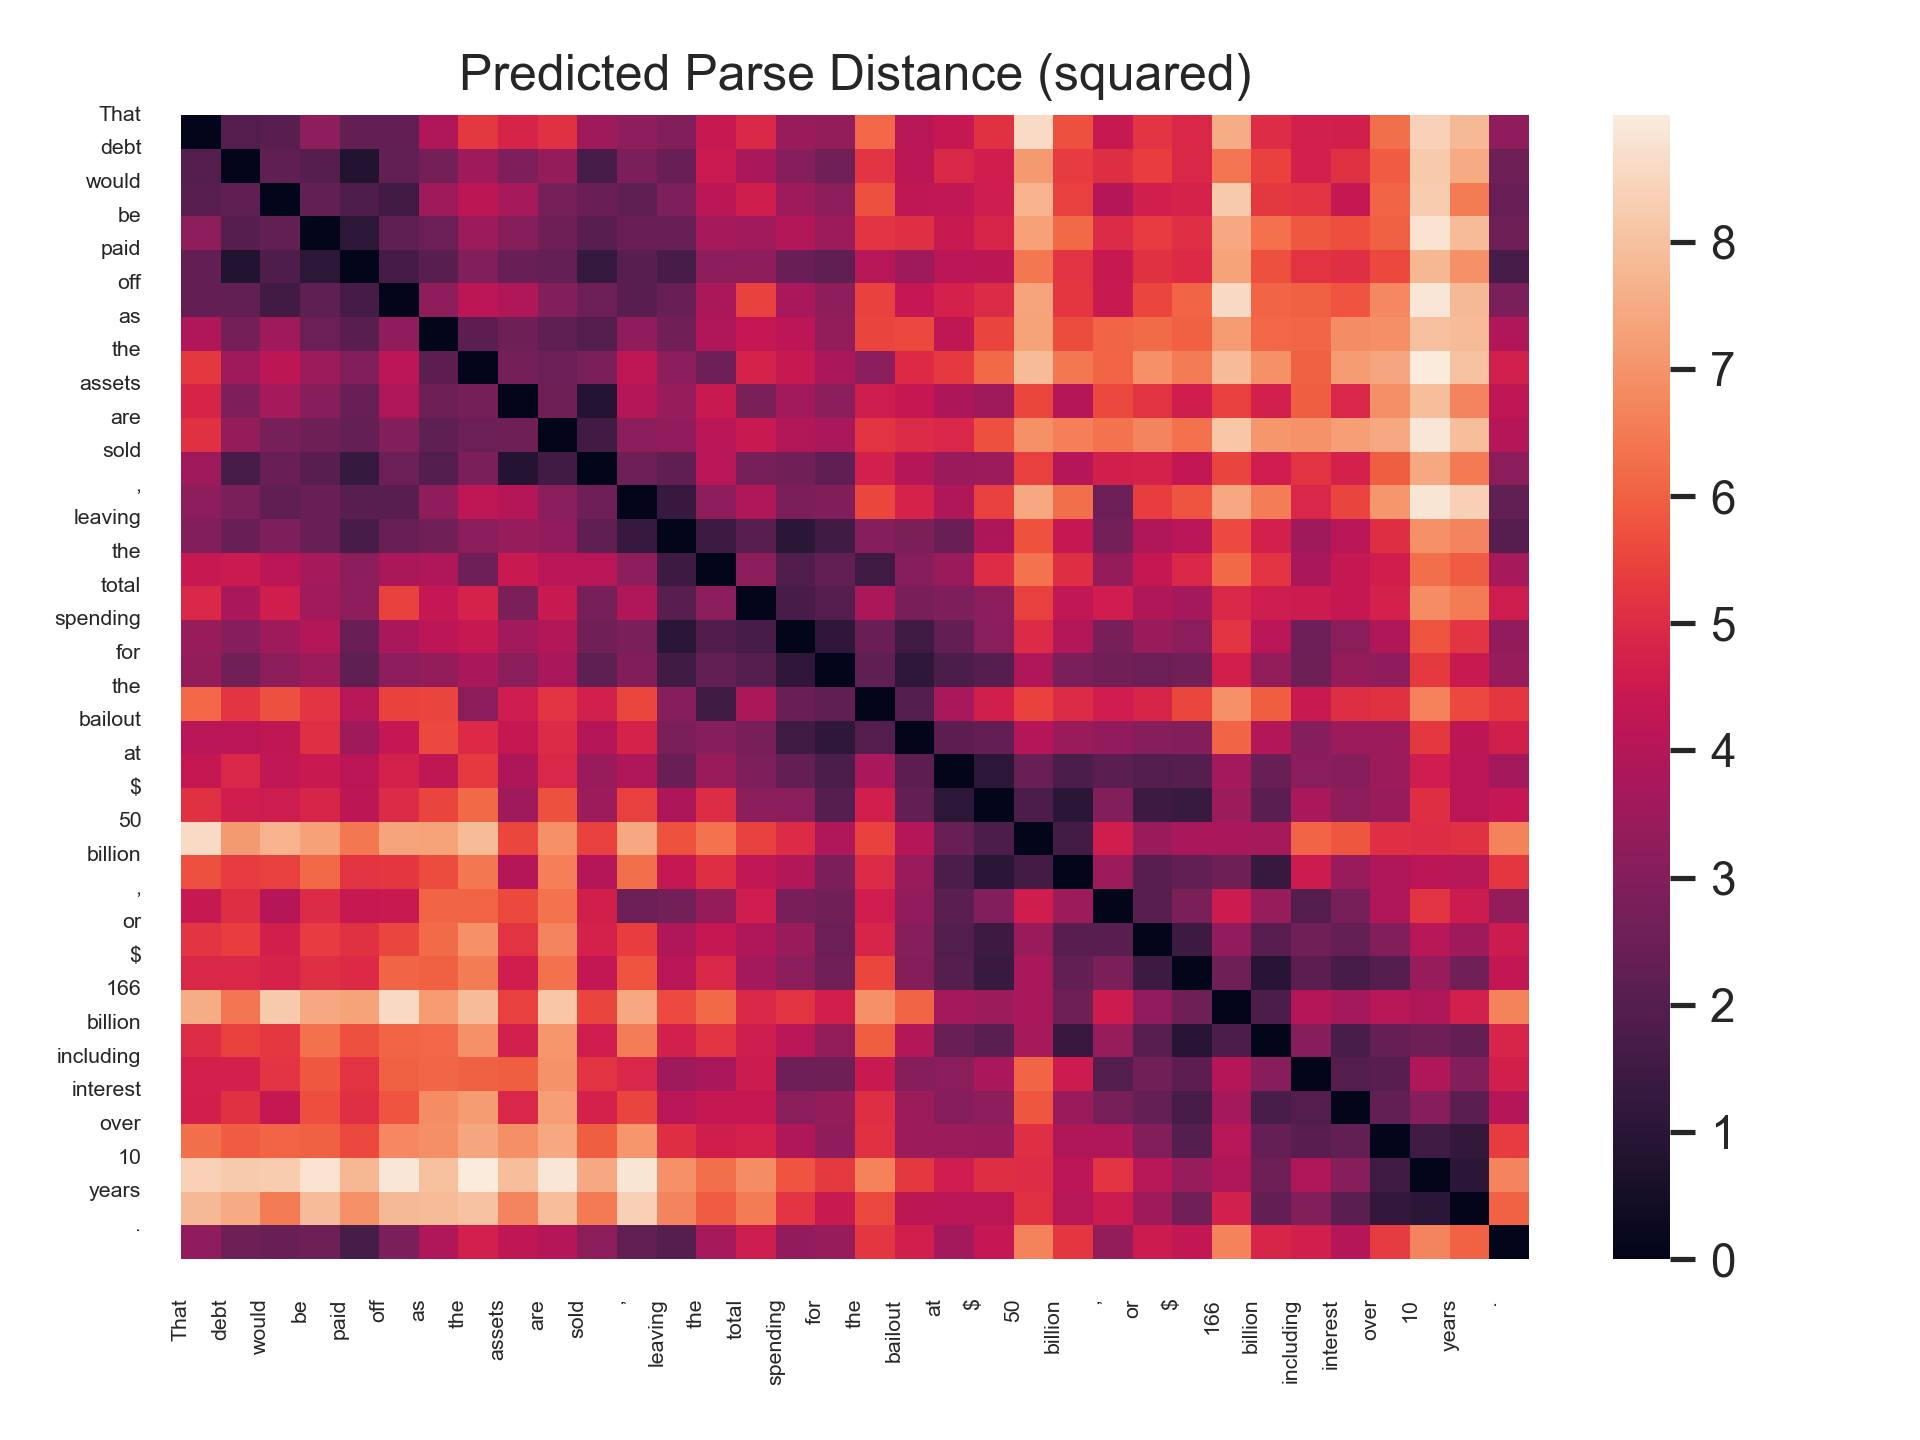 Predicted Parse Distance (squared)
That
debt
would
be
paid
off
as
the
assets
are
sold
,
leaving
the
total
spending
for
the
bailout
at
$
50
billion
,
or
$
166
billion
including
interest
over
10
years
.
8
7
6
5
4
3
2
1
0
That
debt
would
be
paid
off
as
the
assets
are
sold
,
leaving
the
total
spending
for
the
bailout
at
$
50
billion
,
or
$
166
billion
including
interest
over
10
years
.